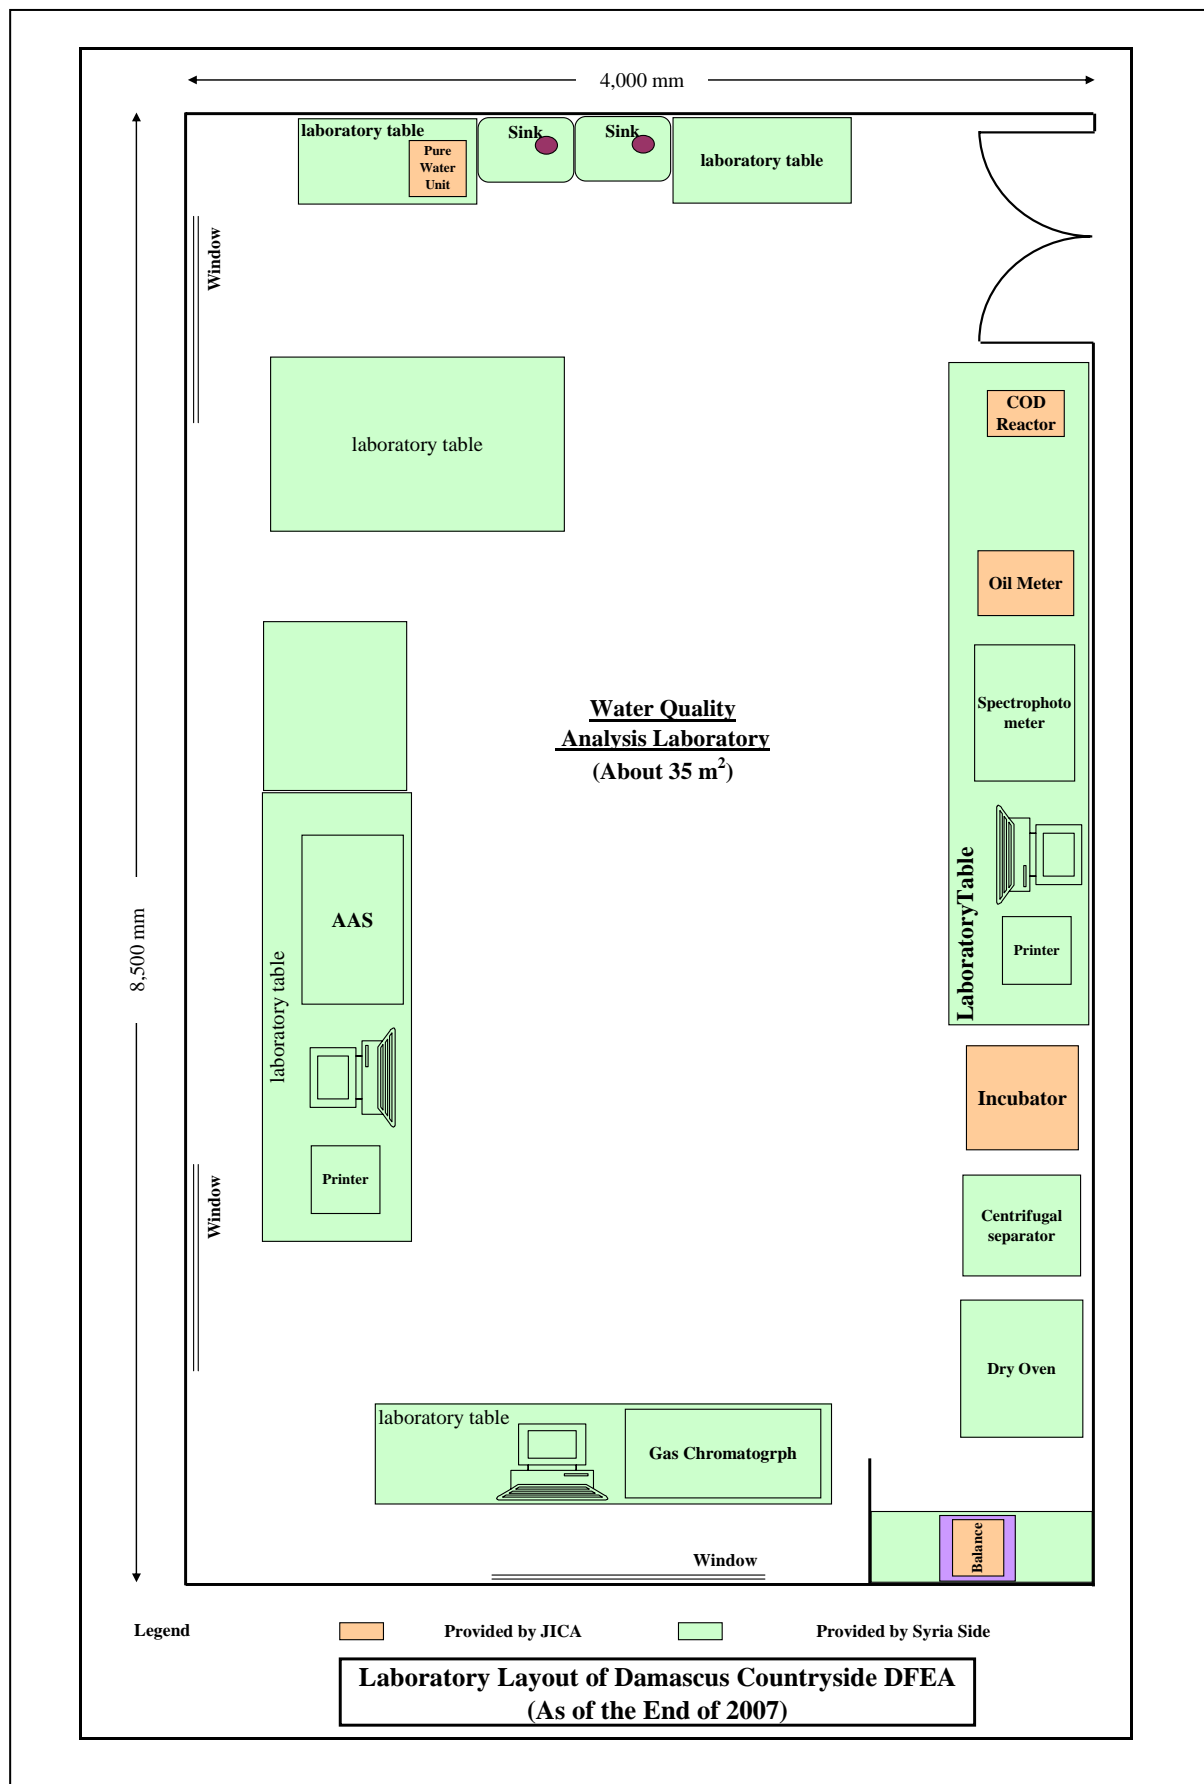 4,000 mm
laboratory table
Pure
Water
Unit
Sink
Sink
laboratory table
Window
laboratory table
COD
Reactor
Oil Meter
Spectrophoto
meter
Water Quality
Analysis Laboratory
(About 35 m²)
8,500 mm
AAS
laboratory table
Printer
LaboratoryTable
Printer
Incubator
Window
Centrifugal
separator
Dry Oven
laboratory table
Gas Chromatogrph
Window
Balance
Legend
Provided by JICA
Provided by Syria Side
Laboratory Layout of Damascus Countryside DFEA
(As of the End of 2007)